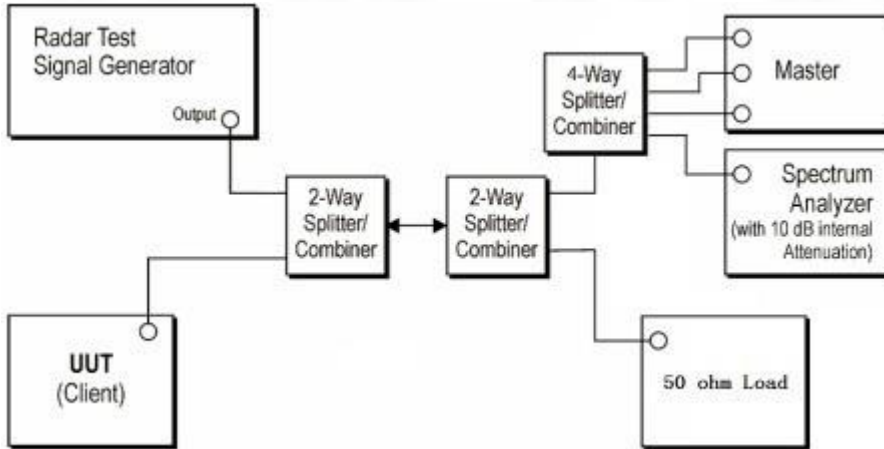 Radar Test
Signal Generator
Output
4-Way
Splitter/
Combiner
Master
Spectrum
Analyzer
(with 10 dB internal
Attenuation)
2-Way
Splitter/
Combiner
2-Way
Splitter/
Combiner
UUT
(Client)
50 ohm Load